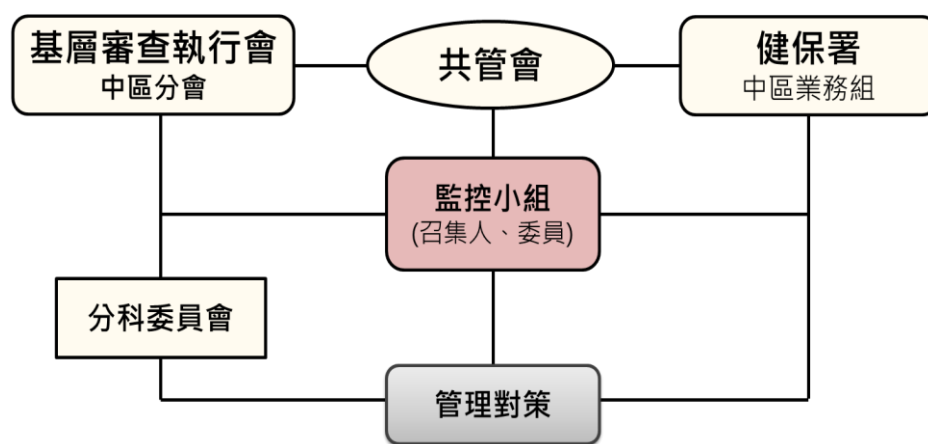 基層審查執行會
中區分會
共管會
健保署
中區業務組
監控小組
(召集人、委員)
分科委員會
管理對策